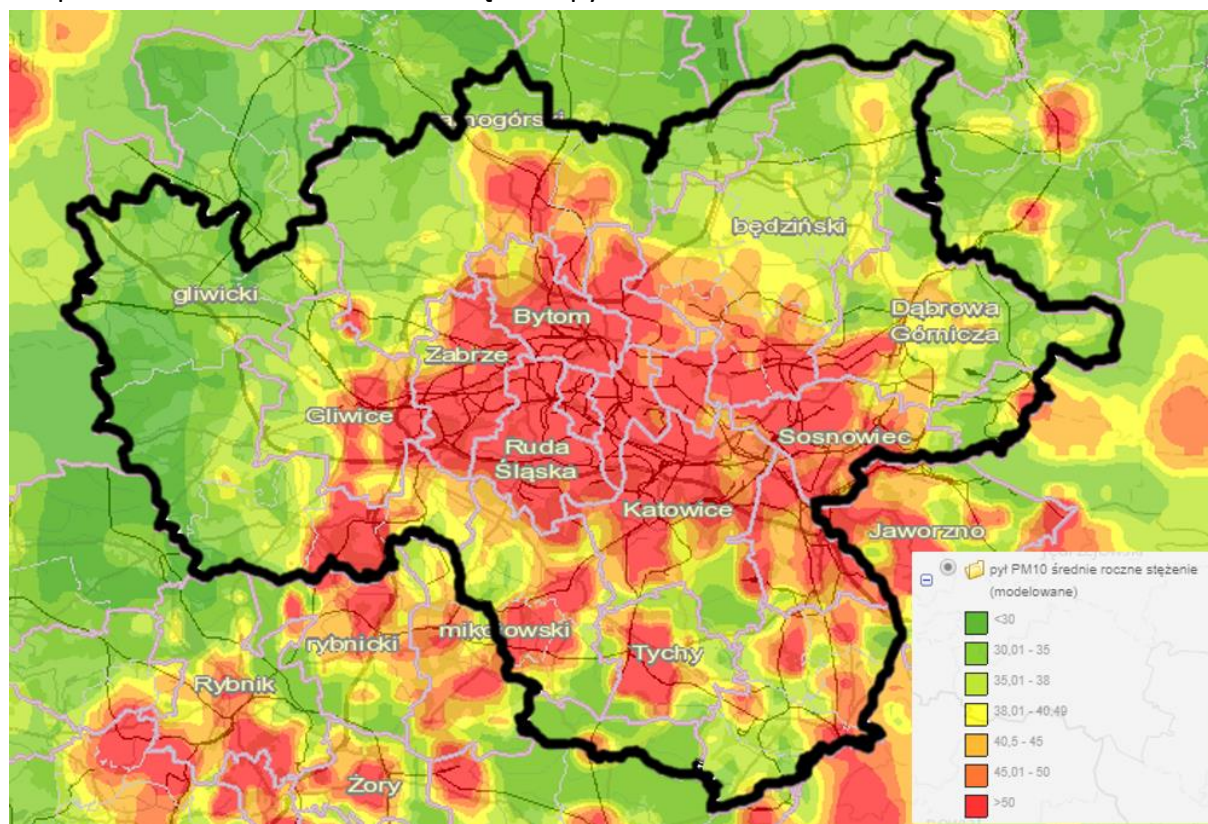 będziński
gliwicki
Dąbrowa
Górnicza
Bytom
Zabrze
Gliwice
Sosnowiec
Ruda
Śląska
Katowice
Jaworzno
pył PM10 średnie roczne stężenie
(modelowane)
<30
30,01 - 35
35,01 - 38
38,01 - 40,49
40,5 - 45
45,01 - 50
>50
rybnicki
mikołowski
Tychy
Rybnik
Żory